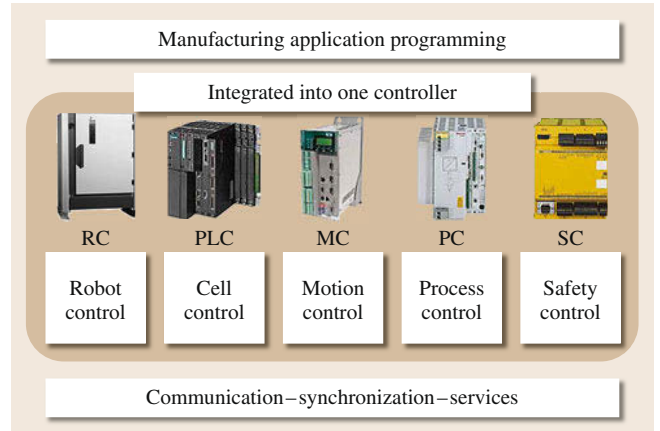 Manufacturing application programming
Integrated into one controller
RC PLC MC PC SC
Robot control
Cell control
Motion control
Process control
Safety control
Communication–synchronization–services